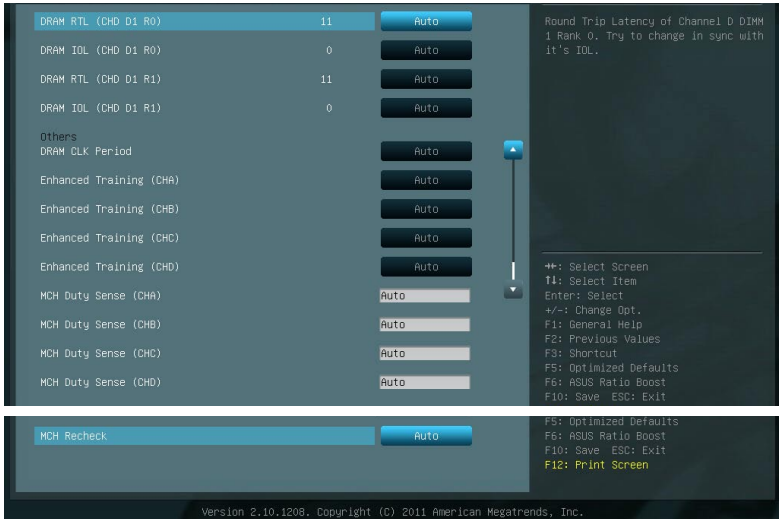 DRAM RTL (CHD D1 R0) 11 Auto
DRAM IOL (CHD D1 R0) 0 Auto
DRAM RTL (CHD D1 R1) 11 Auto
DRAM IOL (CHD D1 R1) 0 Auto
Others
DRAM CLK Period Auto
Enhanced Training (CHA) Auto
Enhanced Training (CHB) Auto
Enhanced Training (CHC) Auto
Enhanced Training (CHD) Auto
MCH Duty Sense (CHA) Auto
MCH Duty Sense (CHB) Auto
MCH Duty Sense (CHC) Auto
MCH Duty Sense (CHD) Auto
Round Trip Latency of Channel D DIMM
1 Rank 0. Try to change in sync with
it's IOL.
→←: Select Screen
↑↓: Select Item
Enter: Select
+/-: Change Opt.
F1: General Help
F2: Previous Values
F3: Shortcut
F5: Optimized Defaults
F6: ASUS Ratio Boost
F10: Save ESC: Exit
MCH Recheck Auto
F5: Optimized Defaults
F6: ASUS Ratio Boost
F10: Save ESC: Exit
F12: Print Screen
Version 2.10.1208. Copyright (C) 2011 American Megatrends, Inc.